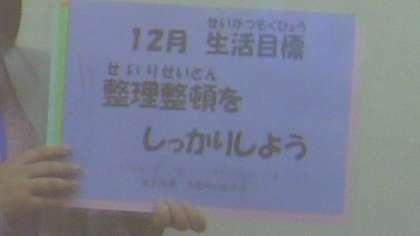 せいかつもくひょう
12月 生活目標
せいりせいとん
整理整頓を
しっかりしよう